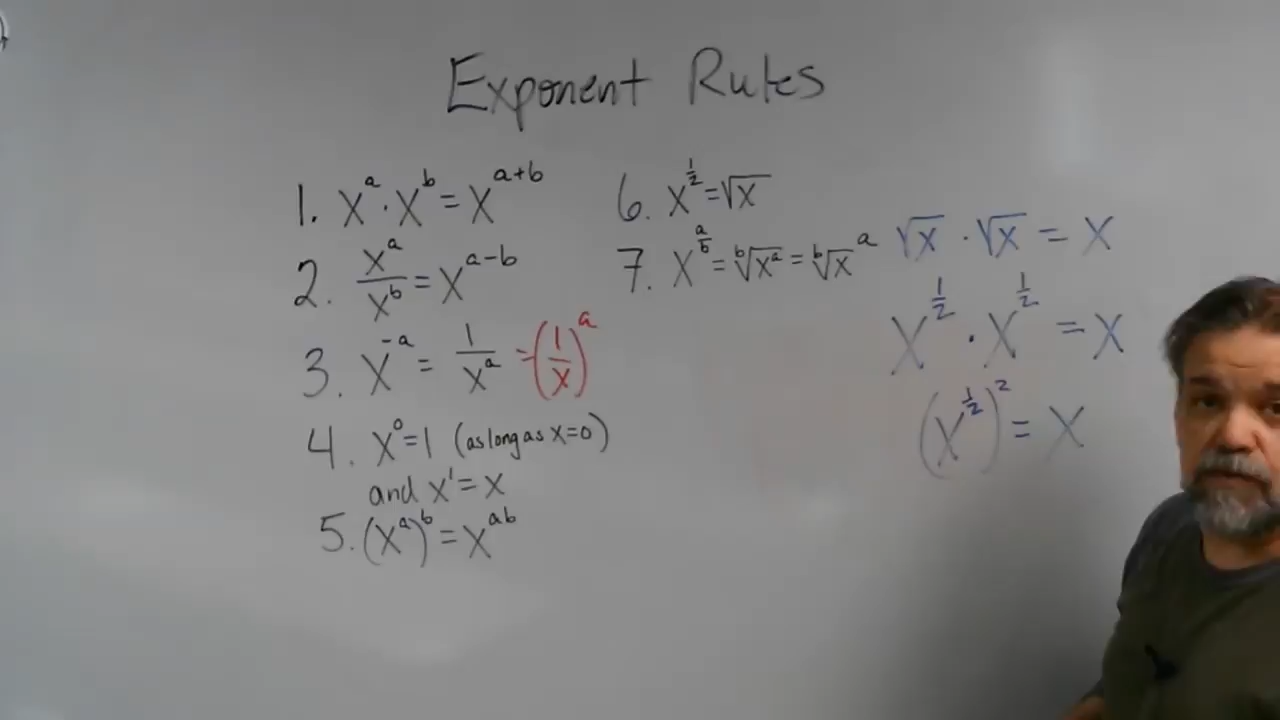 Exponent Rules
1. x^a · x^b = x^(a+b)
2. x^a / x^b = x^(a-b)
3. x^(-a) = 1/x^a = (1/x)^a
4. x^0 = 1 (as long as x=0)
and x^1 = x
5. (x^a)^b = x^(ab)
6. x^(1/2) = √x
7. x^(a/b) = ᵇ√(x^a) = ᵇ√x^a
√x · √x = x
x^(1/2) · x^(1/2) = x
(x^(1/2))^2 = x